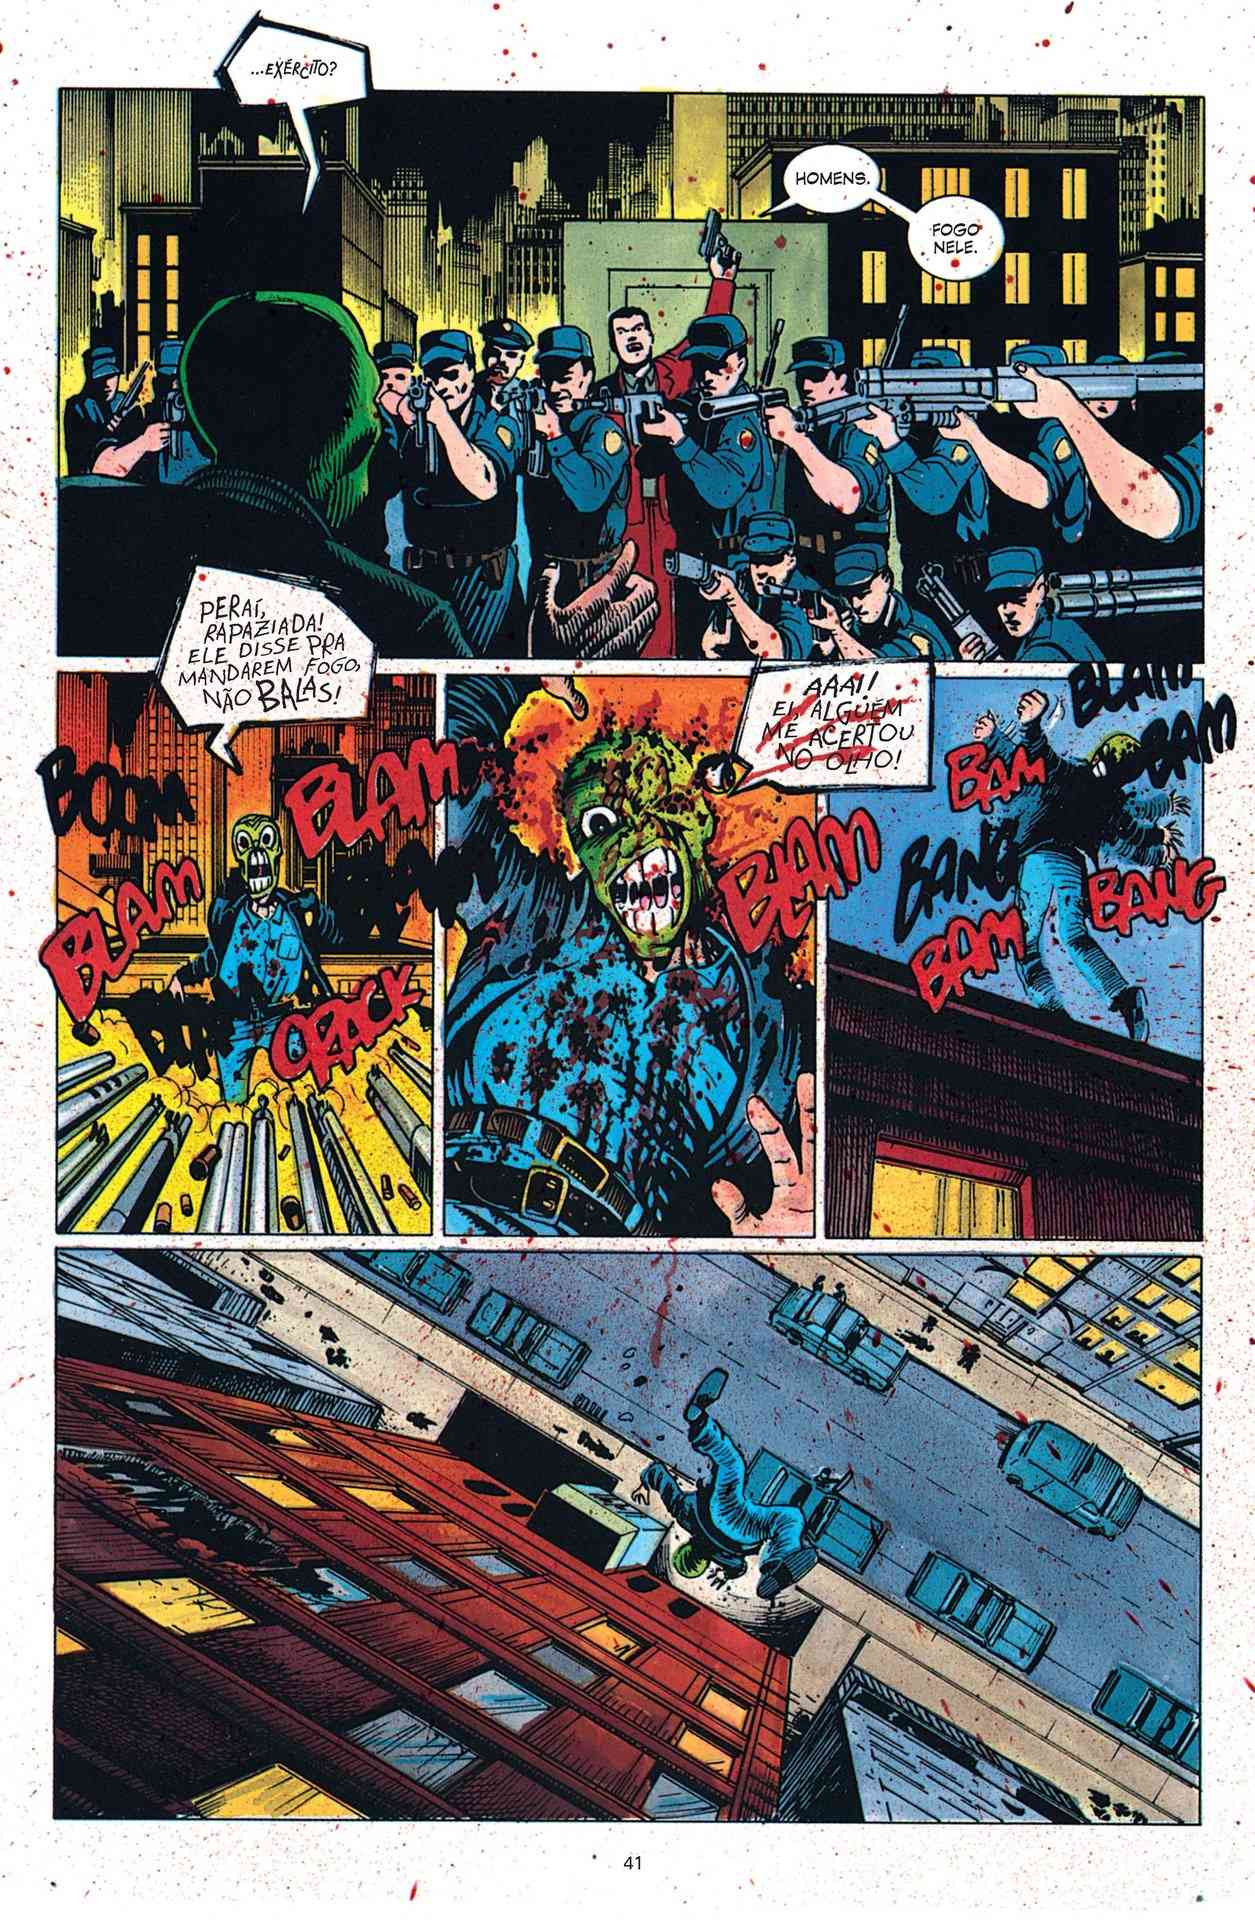 ...EXÉRCITO?
HOMENS.
FOGO
NELE.
PERAÍ,
RAPAZIADA!
ELE DISSE PRA
MANDAREM FOGO,
NÃO BALAS!
BOOM
BLAM
BLAM
CRACK
AAAI!
EI, ALGUÉM
ME ACERTOU
NO OLHO!
BLAM
BLAM
BAM
BAM
BANG
BANG
BAM
41